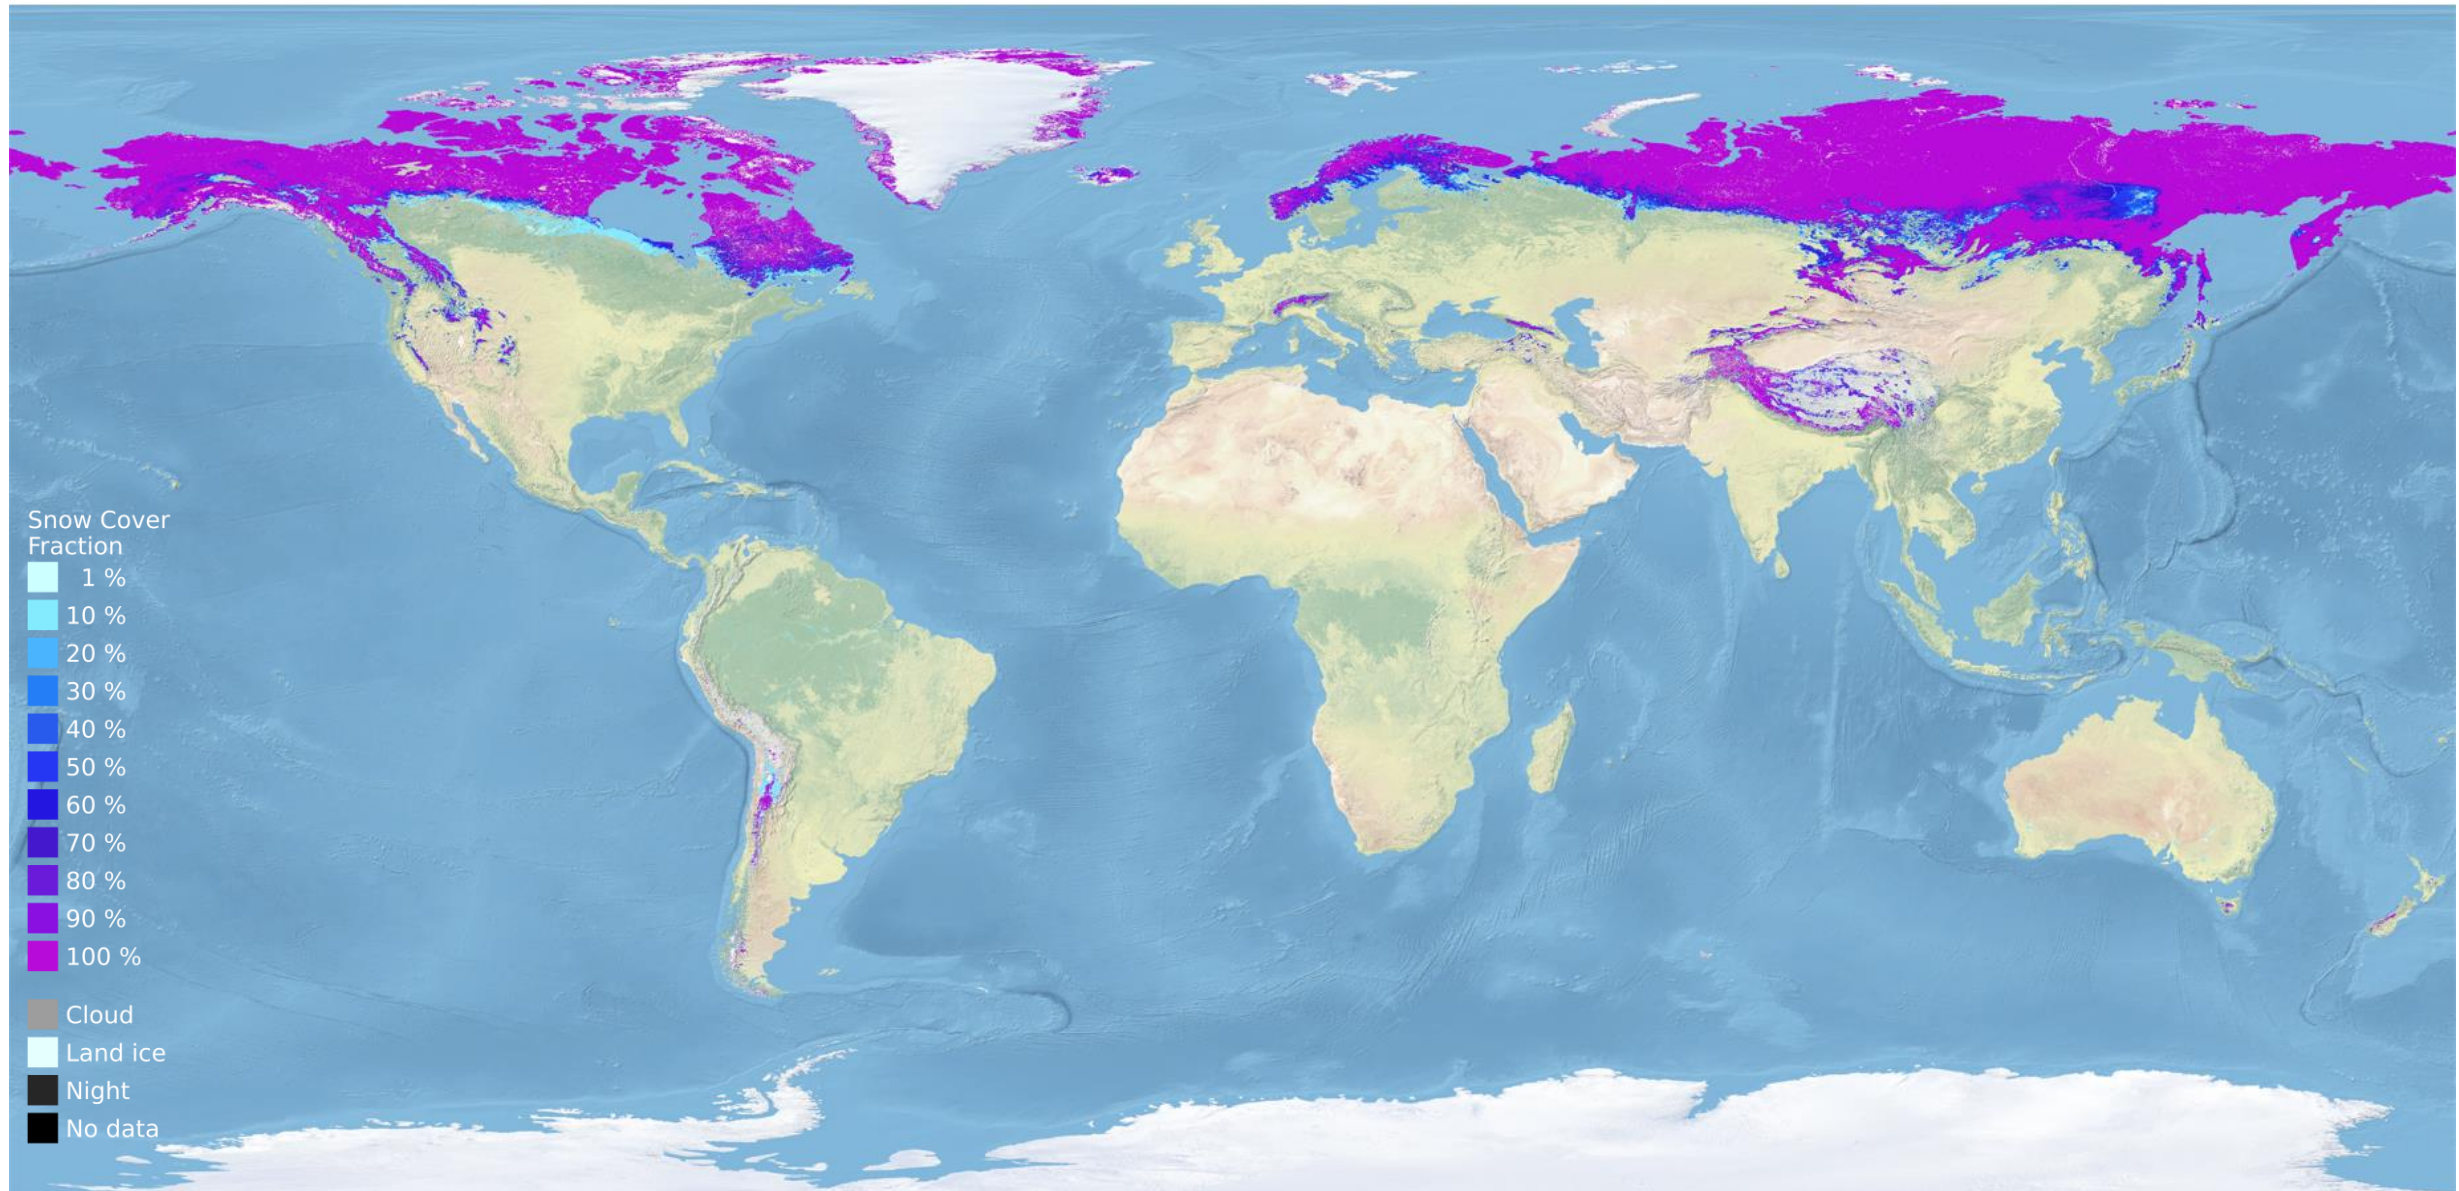 Snow Cover
Fraction
1 %
10 %
20 %
30 %
40 %
50 %
60 %
70 %
80 %
90 %
100 %
Cloud
Land ice
Night
No data